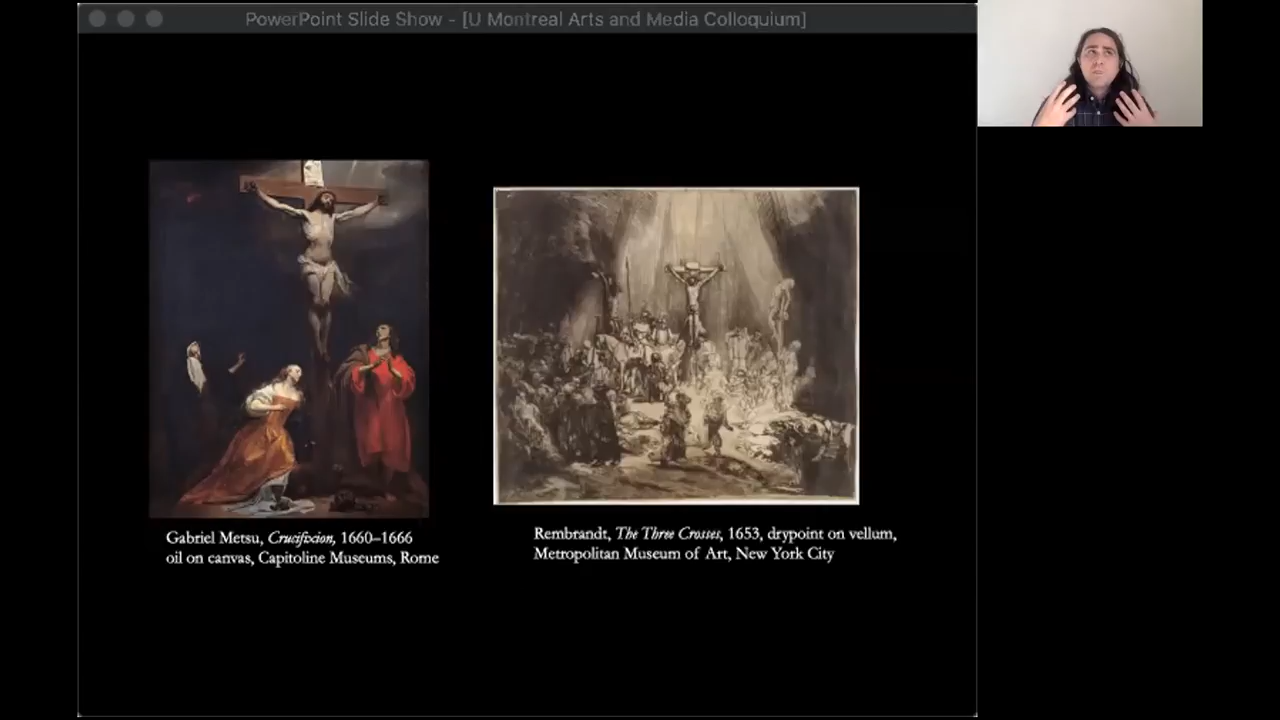 PowerPoint Slide Show - [U Montreal Arts and Media Colloquium]
Gabriel Metsu, Crucifixion, 1660–1666
oil on canvas, Capitoline Museums, Rome
Rembrandt, The Three Crosses, 1653, drypoint on vellum,
Metropolitan Museum of Art, New York City